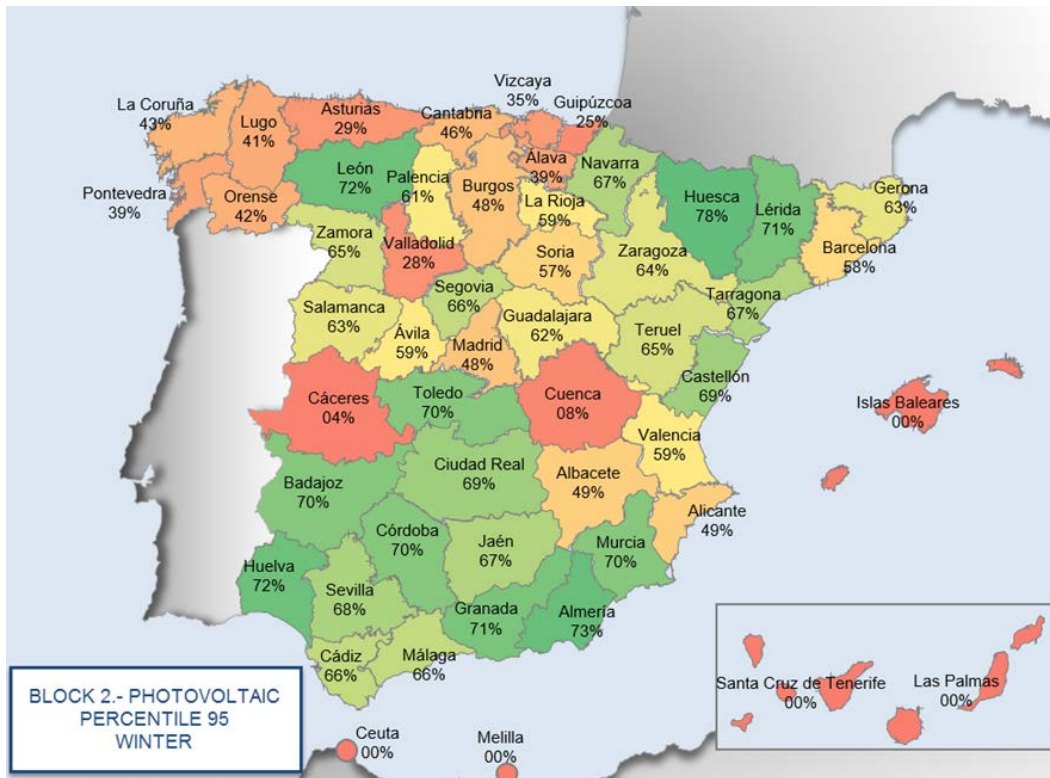 Vizcaya
35%
Guipúzcoa
25%
La Coruña
43%
Lugo
41%
Asturias
29%
Cantabria
46%
Álava
39%
Navarra
67%
León
72%
Palencia
61%
Burgos
48%
La Rioja
59%
Huesca
78%
Lérida
71%
Gerona
63%
Pontevedra
39%
Orense
42%
Zamora
65%
Valladolid
28%
Soria
57%
Zaragoza
64%
Barcelona
58%
Segovia
66%
Tarragona
67%
Salamanca
63%
Ávila
59%
Madrid
48%
Guadalajara
62%
Teruel
65%
Castellón
69%
Cáceres
04%
Toledo
70%
Cuenca
08%
Islas Baleares
00%
Valencia
59%
Ciudad Real
69%
Albacete
49%
Badajoz
70%
Alicante
49%
Córdoba
70%
Jaén
67%
Murcia
70%
Huelva
72%
Sevilla
68%
Granada
71%
Almería
73%
Cádiz
66%
Málaga
66%
Santa Cruz de Tenerife
00%
Las Palmas
00%
BLOCK 2.- PHOTOVOLTAIC
PERCENTILE 95
WINTER
Ceuta
00%
Melilla
00%